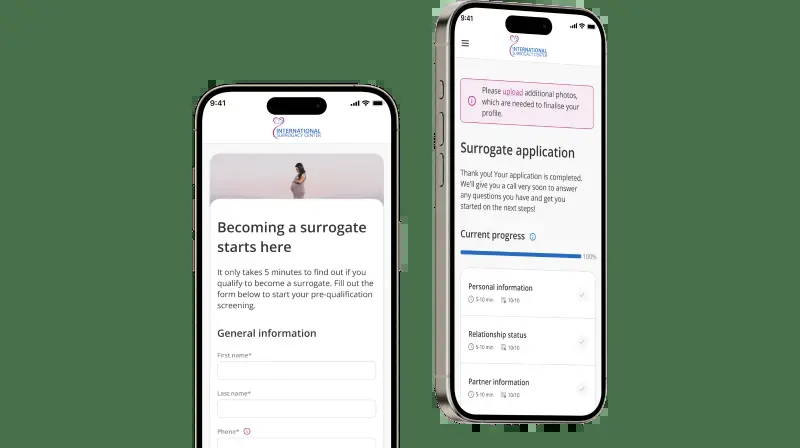 9:41
INTERNATIONAL
SURROGACY CENTER
Becoming a surrogate
starts here
It only takes 5 minutes to find out if you
qualify to become a surrogate. Fill out the
form below to start your pre-qualification
screening.
General information
First name*
Last name*
Phone*
9:41
INTERNATIONAL
SURROGACY CENTER
Please upload additional photos,
which are needed to finalise your
profile.
Surrogate application
Thank you! Your application is completed.
We'll give you a call very soon to answer
any questions you have and get you
started on the next steps!
Current progress
100%
Personal information
5-10 min 10/10
Relationship status
5-10 min 10/10
Partner information
5-10 min 10/10